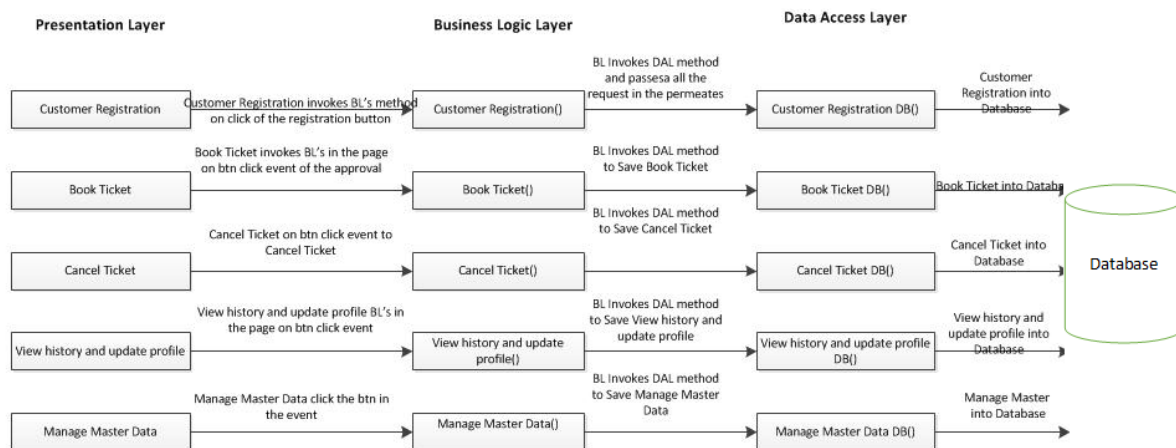 Presentation Layer
Business Logic Layer
Data Access Layer
Customer Registration
Customer Registration invokes BL's method
on click of the registration button
Customer Registration()
BL Invokes DAL method
and passesa all the
request in the permeates
Customer Registration DB()
Customer
Registration into
Database
Book Ticket
Book Ticket invokes BL's in the page
on btn click event of the approval
Book Ticket()
BL Invokes DAL method
to Save Book Ticket
Book Ticket DB()
Book Ticket into Databa
Cancel Ticket
Cancel Ticket on btn click event to
Cancel Ticket
Cancel Ticket()
BL Invokes DAL method
to Save Cancel Ticket
Cancel Ticket DB()
Cancel Ticket into
Database
Database
View history and update profile
View history and update profile BL's in
the page on btn click event
View history and update
profile()
BL Invokes DAL method
to Save View history and
update profile
View history and update profile
DB()
View history and
update profile into
Database
Manage Master Data
Manage Master Data click the btn in
the event
Manage Master Data()
BL Invokes DAL method
to Save Manage Master
Data
Manage Master Data DB()
Manage Master
into Database